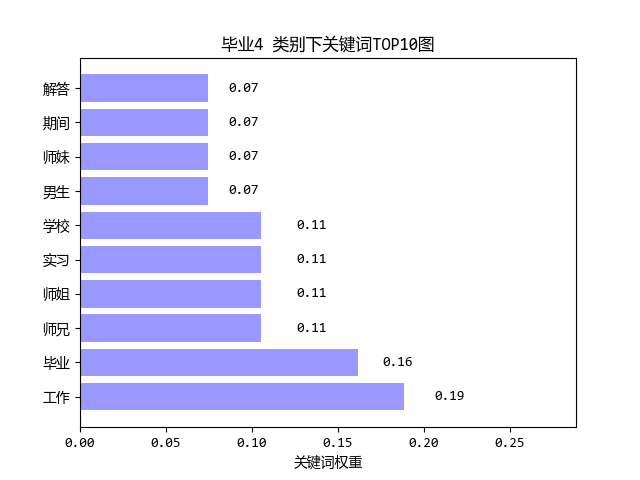 毕业4 类别下关键词TOP10图
解答 0.07
期间 0.07
师妹 0.07
男生 0.07
学校 0.11
实习 0.11
师姐 0.11
师兄 0.11
毕业 0.16
工作 0.19
0.00 0.05 0.10 0.15 0.20 0.25
关键词权重